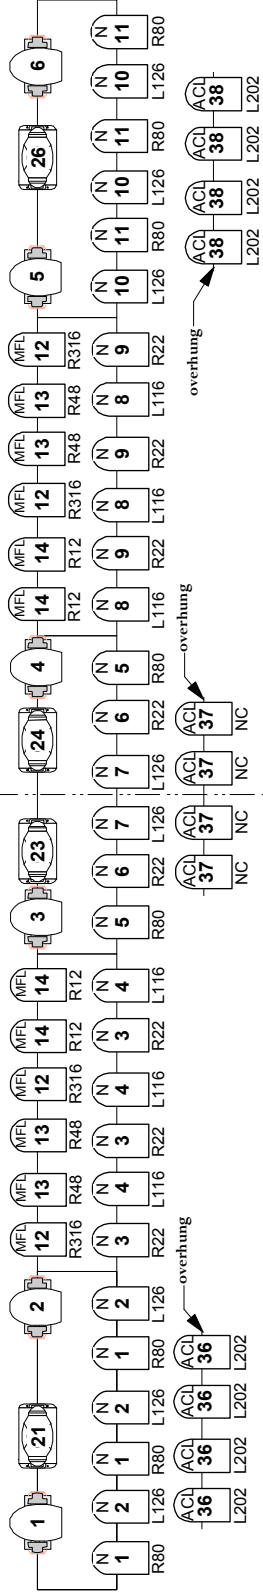 MFL MFL MFL MFL MFL MFL MFL MFL MFL MFL MFL MFL
1 21 2 12 13 13 12 14 14 3 23 24 4 14 14 12 13 13 12 5 26 6
R316 R48 R48 R316 R12 R12 R12 R12 R316 R48 R48 R316
N N N N N N N N N N N N N N N N N N N N N N N N N N N N N N
1 2 1 2 1 2 3 4 3 4 3 4 5 6 7 7 6 5 8 9 8 9 8 9 10 11 10 11 10 11
R80 L126 R80 L126 R80 L126 R22 L116 R22 L116 R22 L116 R80 R22 L126 L126 R22 R80 L116 R22 L116 R22 L116 R22 L126 R80 L126 R80 L126 R80
overhung overhung overhung
ACL ACL ACL ACL ACL ACL ACL ACL ACL ACL ACL ACL
36 36 36 36 37 37 37 37 38 38 38 38
L202 L202 L202 L202 NC NC NC NC L202 L202 L202 L202